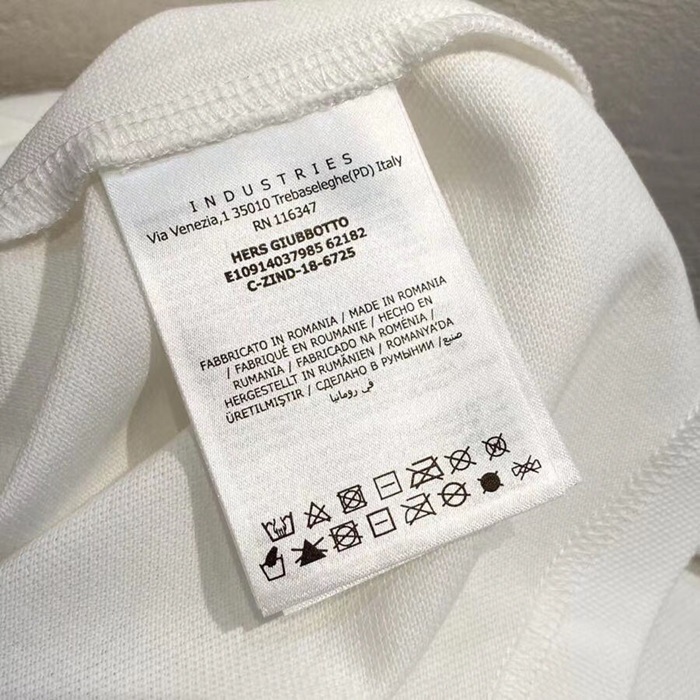 INDUSTRIES
Via Venezia,1 35010 Trebaseleghe(PD) Italy
RN 116347
HERS GIUBBOTTO
E10914037985 62182
C-ZIND-18-6725
FABBRICATO IN ROMANIA / MADE IN ROMANIA
/ FABRIQUÉ EN ROUMANIE / HECHO EN
RUMANIA / FABRICADO NA ROMÉNIA /
HERGESTELLT IN RUMÄNIEN / ROMANYA'DA
ÜRETILMIŞTIR / СДЕЛАНО В РУМЫНИИ / صنع
في رومانيا